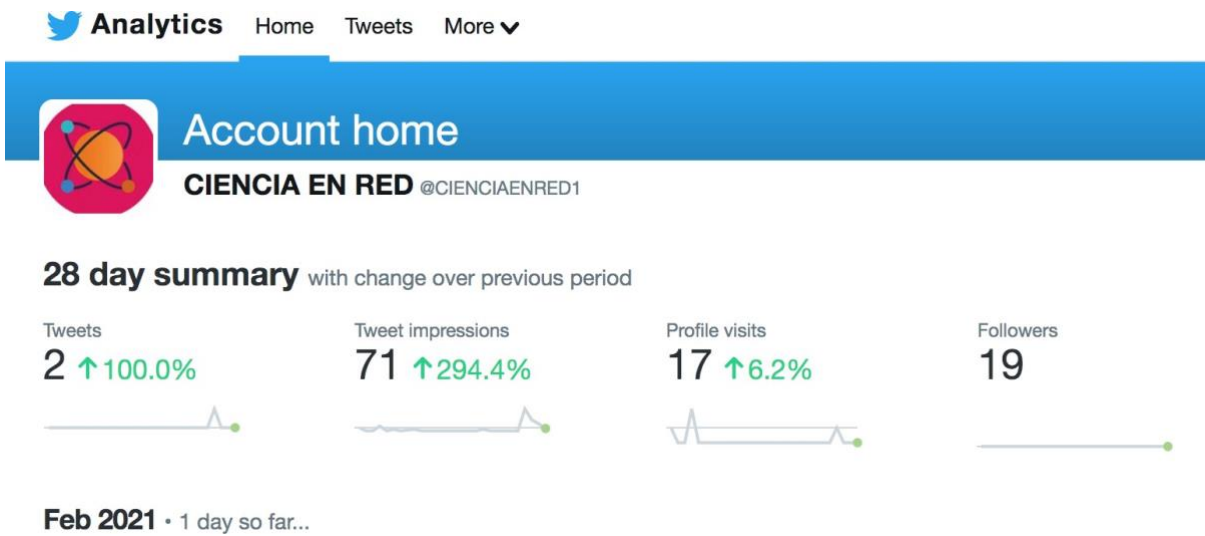 Analytics Home Tweets More
Account home
CIENCIA EN RED @CIENCIAENRED1
28 day summary with change over previous period
Tweets Tweet impressions Profile visits Followers
2 ↑100.0% 71 ↑294.4% 17 ↑6.2% 19
Feb 2021 • 1 day so far...